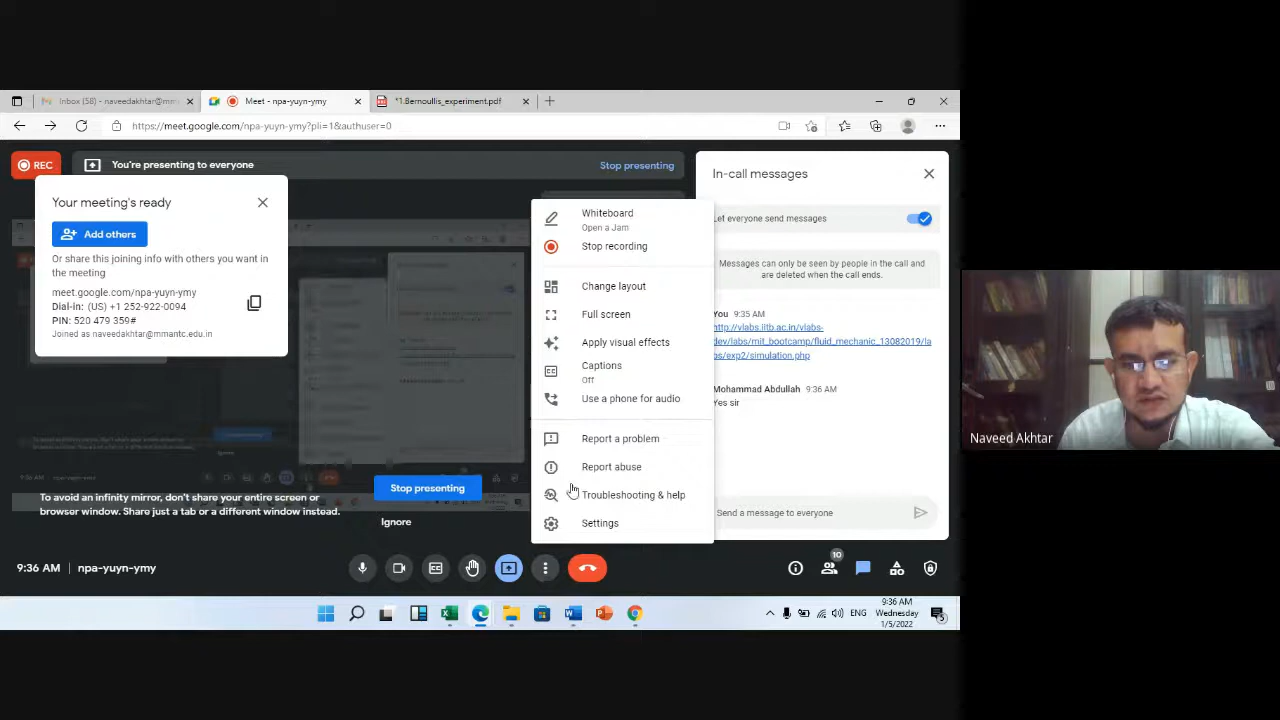 Inbox (58) - naveedakhtar@mm
Meet - npa-yuyn-ymy
*1.Bernoullis_experiment.pdf
https://meet.google.com/npa-yuyn-ymy?pli=1&authuser=0
REC
You're presenting to everyone
Stop presenting
Your meeting's ready
Add others
Or share this joining info with others you want in
the meeting
meet.google.com/npa-yuyn-ymy
Dial-in: (US) +1 252-922-0094
PIN: 520 479 359#
Joined as naveedakhtar@mmantc.edu.in
To avoid an infinity mirror, don't share your entire screen or
browser window. Share just a tab or a different window instead.
Stop presenting
Ignore
Whiteboard
Open a Jam
Stop recording
Change layout
Full screen
Apply visual effects
Captions
Off
Use a phone for audio
Report a problem
Report abuse
Troubleshooting & help
Settings
In-call messages
Let everyone send messages
Messages can only be seen by people in the call and
are deleted when the call ends.
You 9:35 AM
http://vlabs.iitb.ac.in/vlabs-
dev/labs/mit_bootcamp/fluid_mechanic_13082019/la
bs/exp2/simulation.php
Mohammad Abdullah 9:36 AM
Yes sir
Send a message to everyone
9:36 AM | npa-yuyn-ymy
10
ENG
9:36 AM
Wednesday
1/5/2022
5
Naveed Akhtar